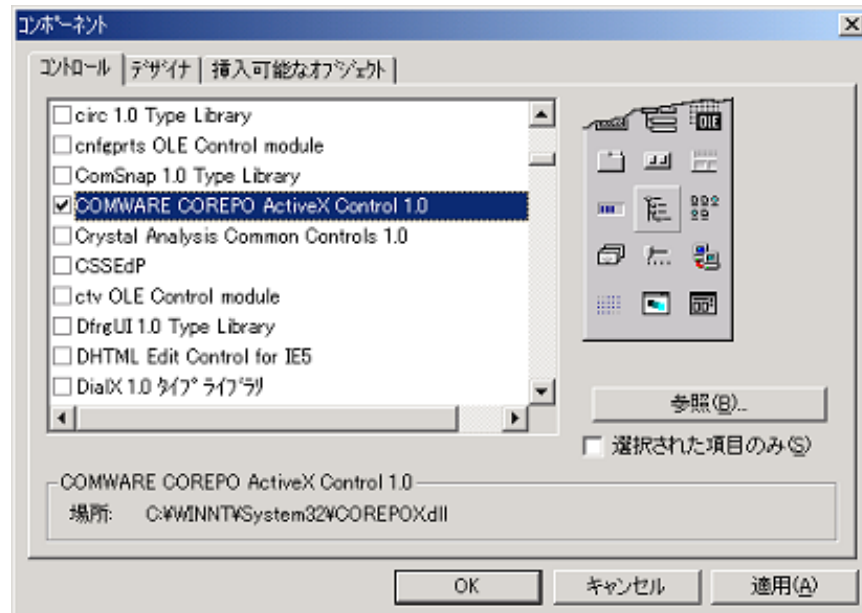 コンポーネント
コントロール デザイナ 挿入可能なオブジェクト
circ 1.0 Type Library
cnfgprts OLE Control module
ComSnap 1.0 Type Library
COMWARE COREPO ActiveX Control 1.0
Crystal Analysis Common Controls 1.0
CSSEdP
ctv OLE Control module
DfrgUI 1.0 Type Library
DHTML Edit Control for IE5
DialX 1.0 タイプ ライブラリ
OLE
参照(B)...
選択された項目のみ(S)
COMWARE COREPO ActiveX Control 1.0
場所: C:¥WINNT¥System32¥COREPOX.dll
OK キャンセル 適用(A)